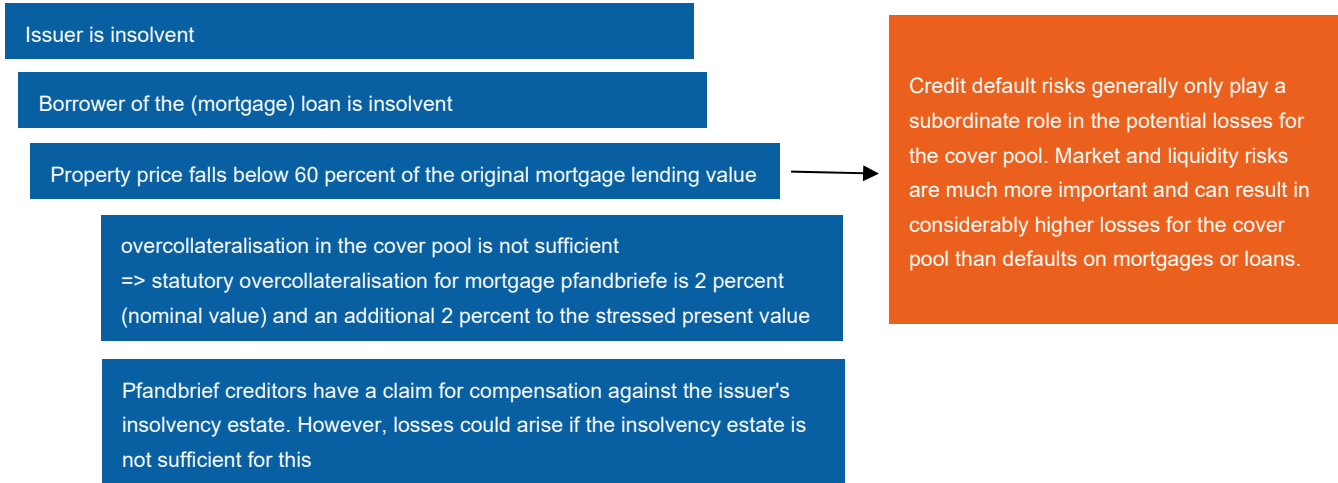 Issuer is insolvent
Borrower of the (mortgage) loan is insolvent
Property price falls below 60 percent of the original mortgage lending value
overcollateralisation in the cover pool is not sufficient
=> statutory overcollateralisation for mortgage pfandbriefe is 2 percent
(nominal value) and an additional 2 percent to the stressed present value
Pfandbrief creditors have a claim for compensation against the issuer's
insolvency estate. However, losses could arise if the insolvency estate is
not sufficient for this
Credit default risks generally only play a
subordinate role in the potential losses for
the cover pool. Market and liquidity risks
are much more important and can result in
considerably higher losses for the cover
pool than defaults on mortgages or loans.